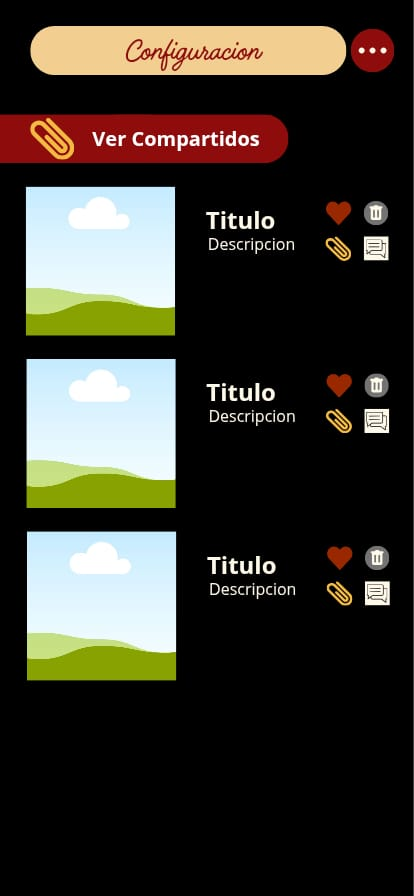 Configuracion
Ver Compartidos
Titulo
Descripcion
Titulo
Descripcion
Titulo
Descripcion